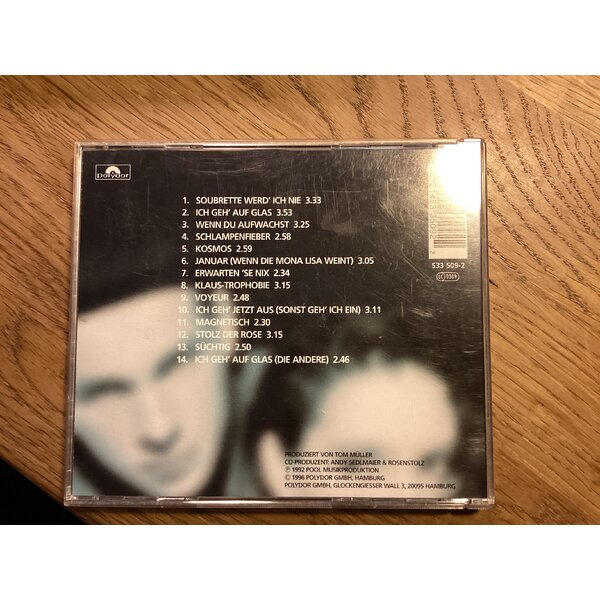 polydor
1. SOUBRETTE WERD' ICH NIE 3.33
2. ICH GEH' AUF GLAS 3.53
3. WENN DU AUFWACHST 3.25
4. SCHLAMPENFIEBER 2.58
5. KOSMOS 2.59
6. JANUAR (WENN DIE MONA LISA WEINT) 3.05
7. ERWARTEN 'SE NIX 2.34
8. KLAUS-TROPHOBIE 3.15
9. VOYEUR 2.48
10. ICH GEH' JETZT AUS (SONST GEH' ICH EIN) 3.11
11. MAGNETISCH 2.30
12. STOLZ DER ROSE 3.15
13. SÜCHTIG 2.50
14. ICH GEH' AUF GLAS (DIE ANDERE) 2.46
533 509-2
PRODUZIERT VON TOM MÜLLER
CO-PRODUZENT: ANDY SEDLMAIER & ROSENSTOLZ
℗ 1992 POOL MUSIKPRODUKTION
© 1996 POLYDOR GMBH, HAMBURG
POLYDOR GMBH, GLOCKENGIESSER WALL 3, 20095 HAMBURG